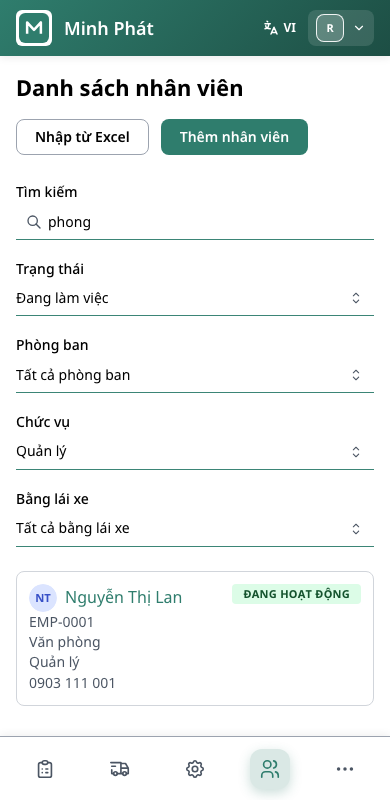 Minh Phát
VI
R
Danh sách nhân viên
Nhập từ Excel
Thêm nhân viên
Tìm kiếm
phong
Trạng thái
Đang làm việc
Phòng ban
Tất cả phòng ban
Chức vụ
Quản lý
Bằng lái xe
Tất cả bằng lái xe
NT
Nguyễn Thị Lan
ĐANG HOẠT ĐỘNG
EMP-0001
Văn phòng
Quản lý
0903 111 001